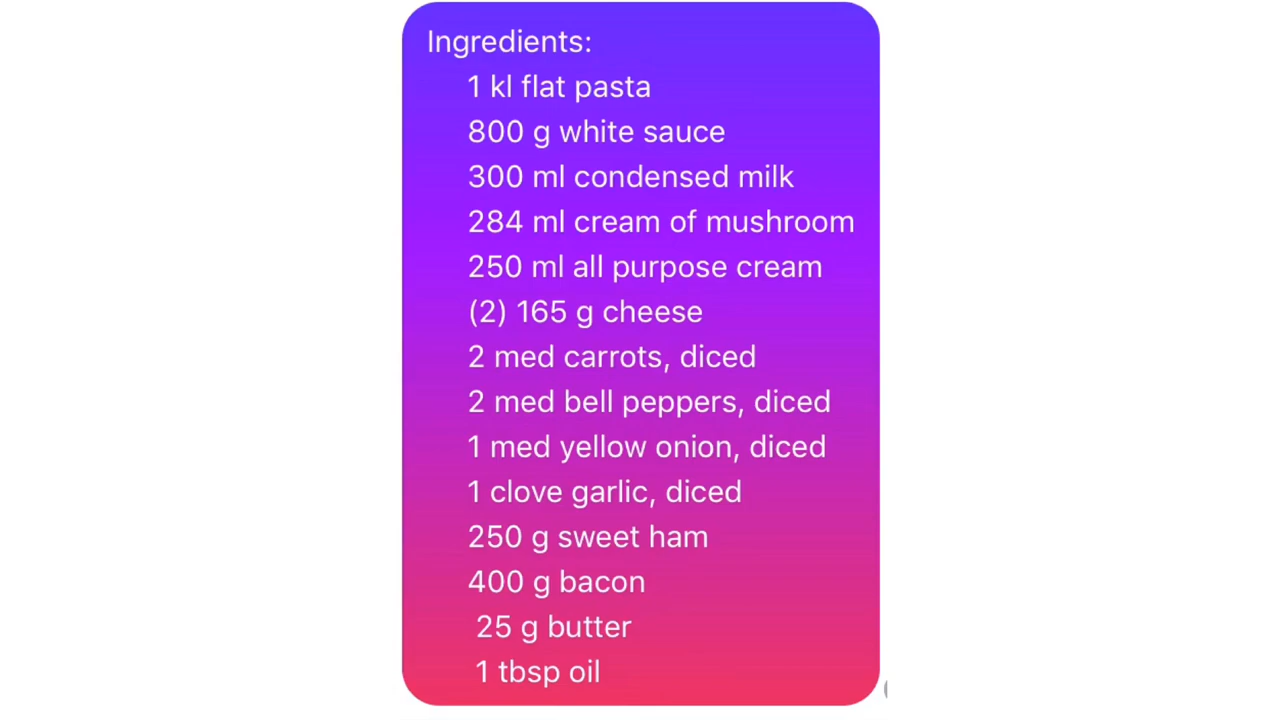 Ingredients:
1 kl flat pasta
800 g white sauce
300 ml condensed milk
284 ml cream of mushroom
250 ml all purpose cream
(2) 165 g cheese
2 med carrots, diced
2 med bell peppers, diced
1 med yellow onion, diced
1 clove garlic, diced
250 g sweet ham
400 g bacon
25 g butter
1 tbsp oil